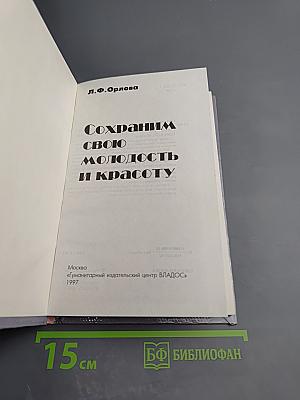 Л.Ф.Орлова
Сохраним
свою
молодость
и красоту
Москва
«Гуманитарный издательский центр ВЛАДОС»
1997
15 см
БФ БИБЛИОФАН